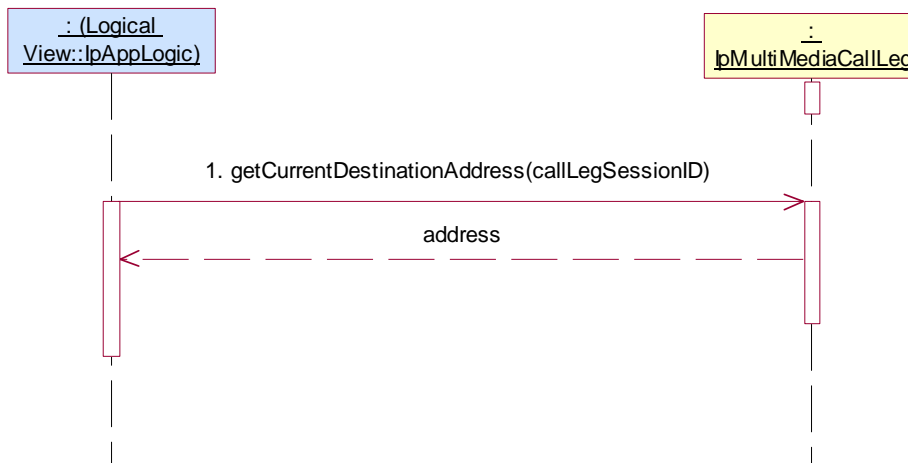 : (Logical
View::IpAppLogic)
:
IpMultiMediaCallLeg
1. getCurrentDestinationAddress(callLegSessionID)
address